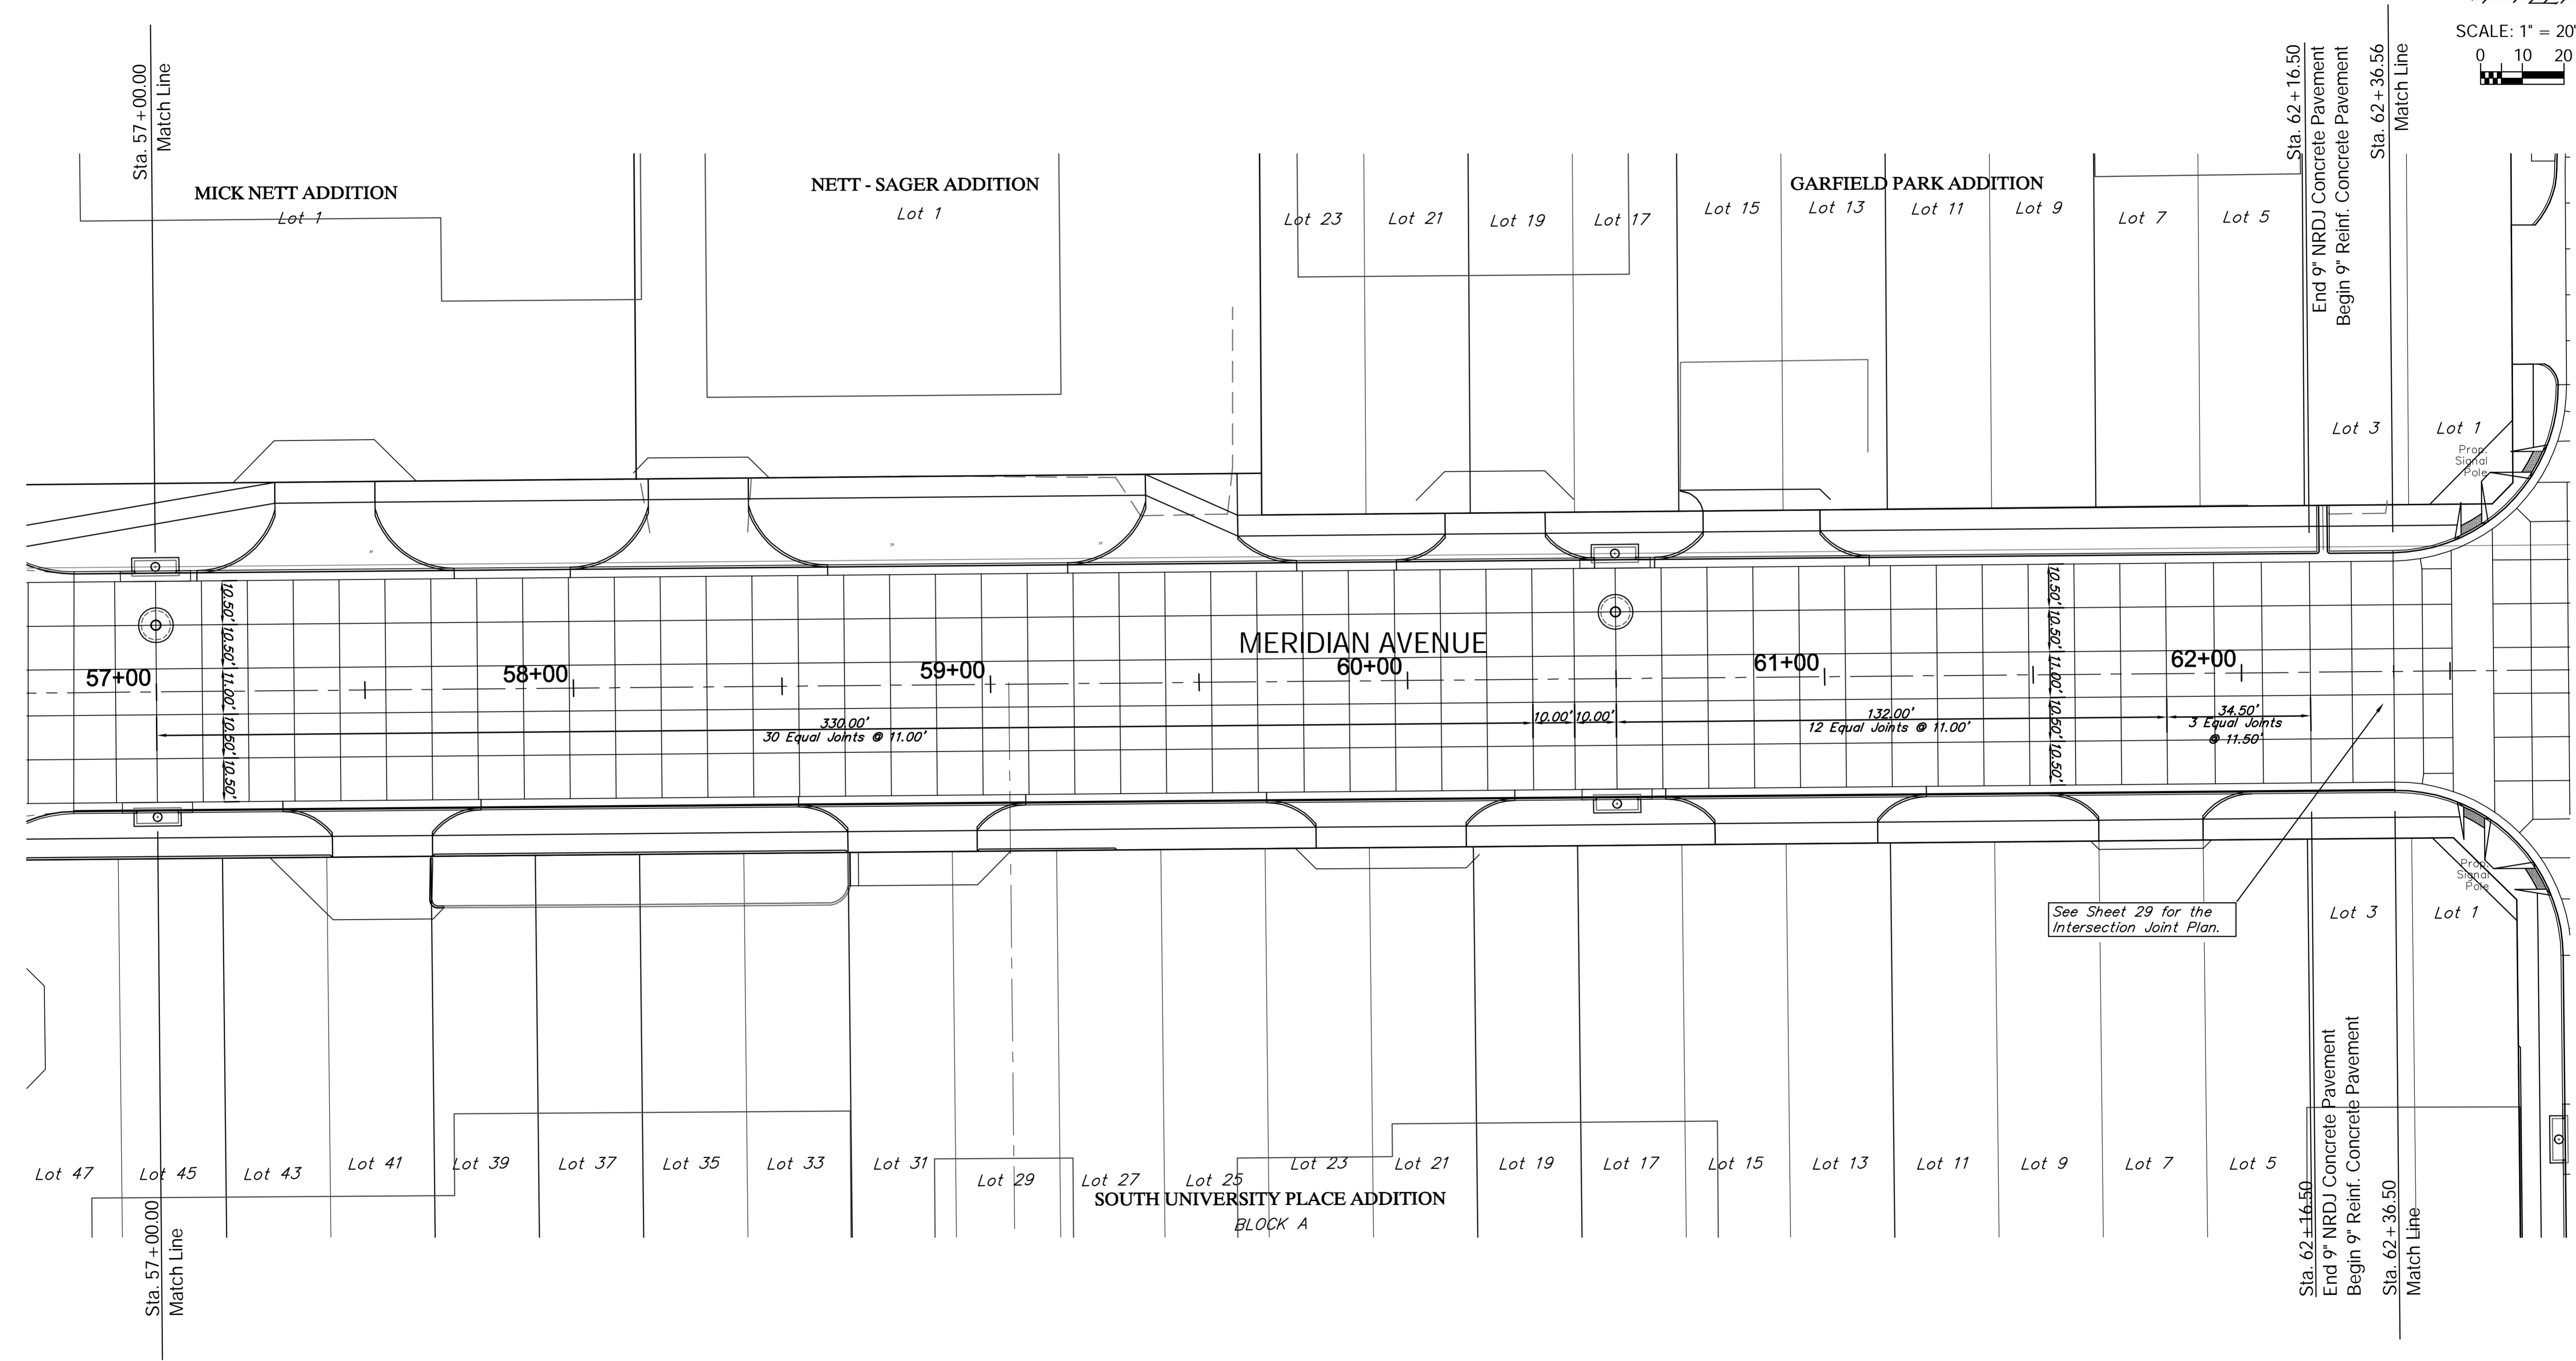 SCALE: 1" = 20'
0 10 20
Sta. 57+00.00
Match Line
Sta. 62+16.50
End 9" NRDJ Concrete Pavement
Begin 9" Reinf. Concrete Pavement
Sta. 62+36.56
Match Line
MICK NETT ADDITION
Lot 1
NETT - SAGER ADDITION
Lot 1
GARFIELD PARK ADDITION
Lot 23
Lot 21
Lot 19
Lot 17
Lot 15
Lot 13
Lot 11
Lot 9
Lot 7
Lot 5
Lot 3
Lot 1
Prop.
Signal
Pole
MERIDIAN AVENUE
57+00
58+00
59+00
60+00
61+00
62+00
10.50'
10.50'
11.00'
10.50'
10.50'
330.00'
30 Equal Joints @ 11.00'
10.00'
10.00'
132.00'
12 Equal Joints @ 11.00'
10.50'
10.50'
11.00'
10.50'
10.50'
34.50'
3 Equal Joints
@ 11.50'
Prop.
Signal
Pole
See Sheet 29 for the
Intersection Joint Plan.
Lot 3
Lot 1
Lot 47
Lot 45
Lot 43
Lot 41
Lot 39
Lot 37
Lot 35
Lot 33
Lot 31
Lot 29
Lot 27
Lot 25
Lot 23
Lot 21
Lot 19
Lot 17
Lot 15
Lot 13
Lot 11
Lot 9
Lot 7
Lot 5
SOUTH UNIVERSITY PLACE ADDITION
BLOCK A
Sta. 57+00.00
Match Line
Sta. 62+16.50
End 9" NRDJ Concrete Pavement
Begin 9" Reinf. Concrete Pavement
Sta. 62+36.50
Match Line